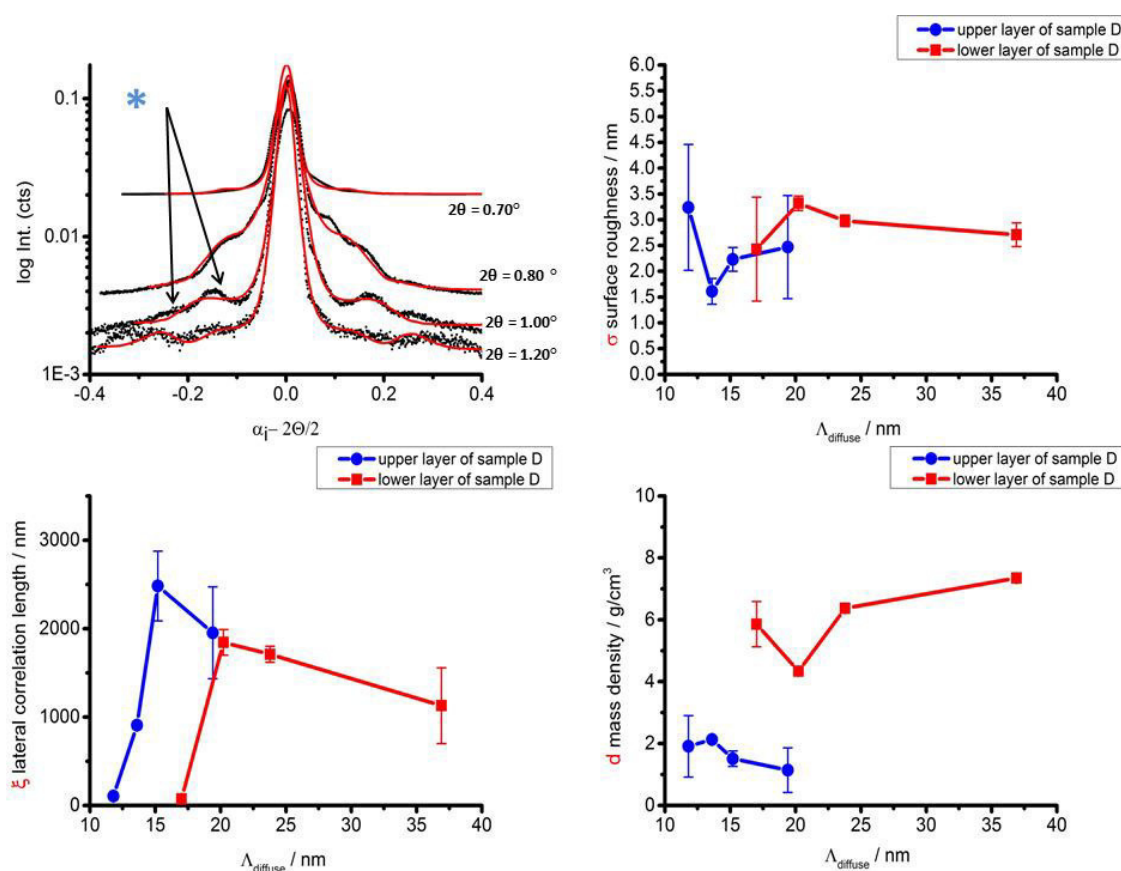 *
0.1
0.01
1E-3
log Int. (cts)
2θ = 0.70°
2θ = 0.80 °
2θ = 1.00°
2θ = 1.20°
-0.4 -0.2 0.0 0.2 0.4
αi– 2Θ/2
upper layer of sample D
lower layer of sample D
6.0
5.5
5.0
4.5
4.0
3.5
3.0
2.5
2.0
1.5
1.0
0.5
0.0
σ surface roughness / nm
10 15 20 25 30 35 40
Λdiffuse / nm
upper layer of sample D
lower layer of sample D
3000
2000
1000
0
ξ lateral correlation length / nm
10 15 20 25 30 35 40
Λdiffuse / nm
upper layer of sample D
lower layer of sample D
10
8
6
4
2
0
d mass density / g/cm³
10 15 20 25 30 35 40
Λdiffuse / nm